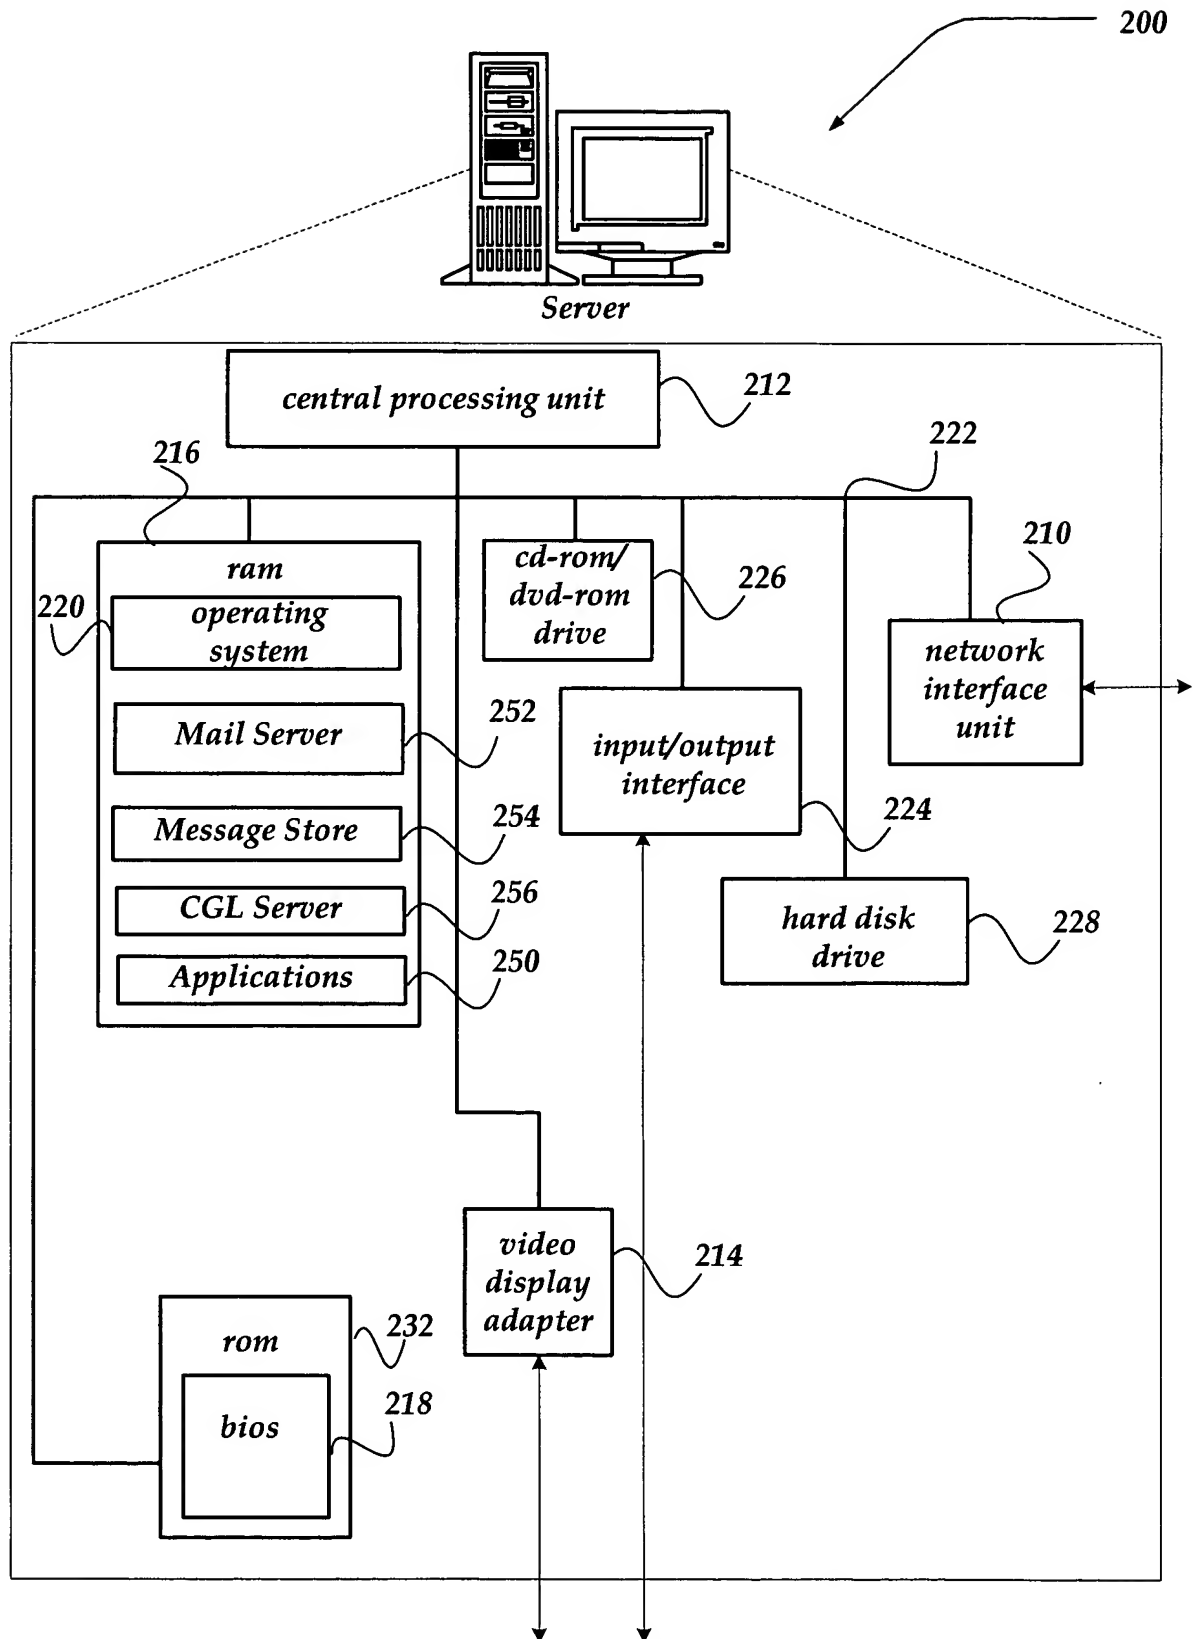 200
Server
central processing unit
212
216
222
ram
220
operating
system
cd-rom/
dvd-rom
drive
226
210
network
interface
unit
Mail Server
252
input/output
interface
224
Message Store
254
CGL Server
256
hard disk
drive
228
Applications
250
video
display
adapter
214
rom
232
bios
218